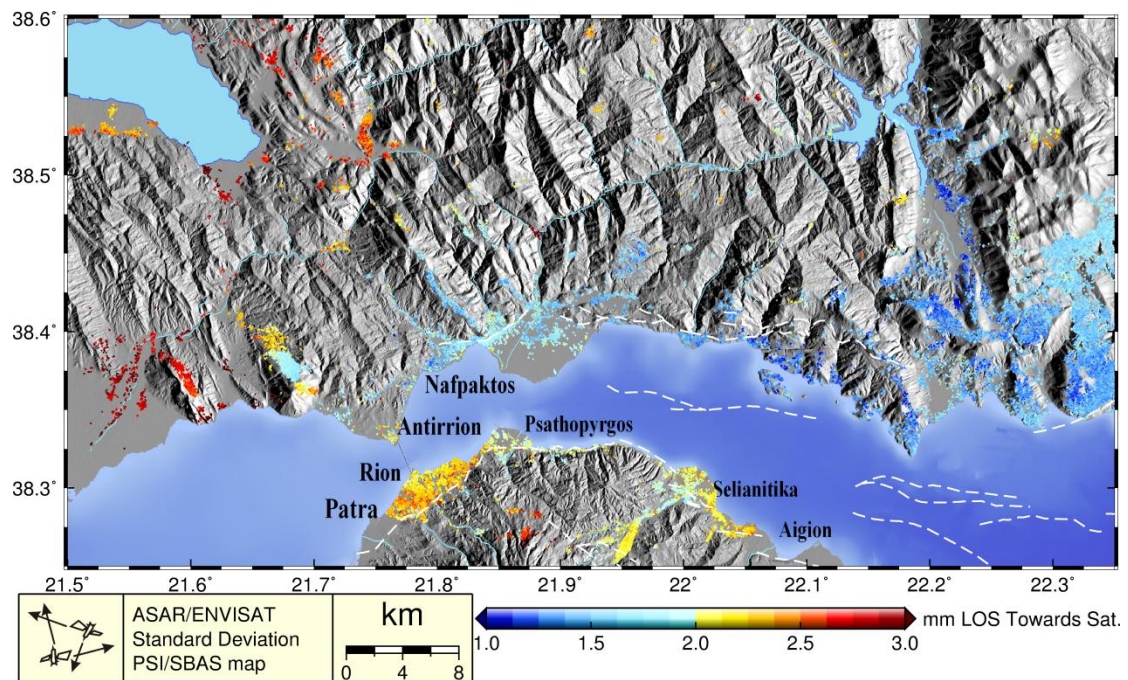 38.6°
38.5°
38.4°
38.3°
Nafpaktos
Antirrion
Psathopyrgos
Rion
Selianitika
Patra
Aigion
21.5° 21.6° 21.7° 21.8° 21.9° 22° 22.1° 22.2° 22.3°
ASAR/ENVISAT
Standard Deviation
PSI/SBAS map
km
0 4 8
mm LOS Towards Sat.
1.0 1.5 2.0 2.5 3.0